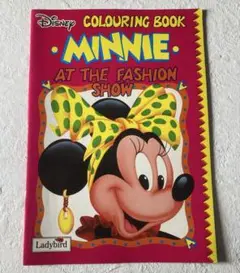 Disney COLOURING BOOK
• MINNIE •
AT THE FASHION
SHOW
Ladybird